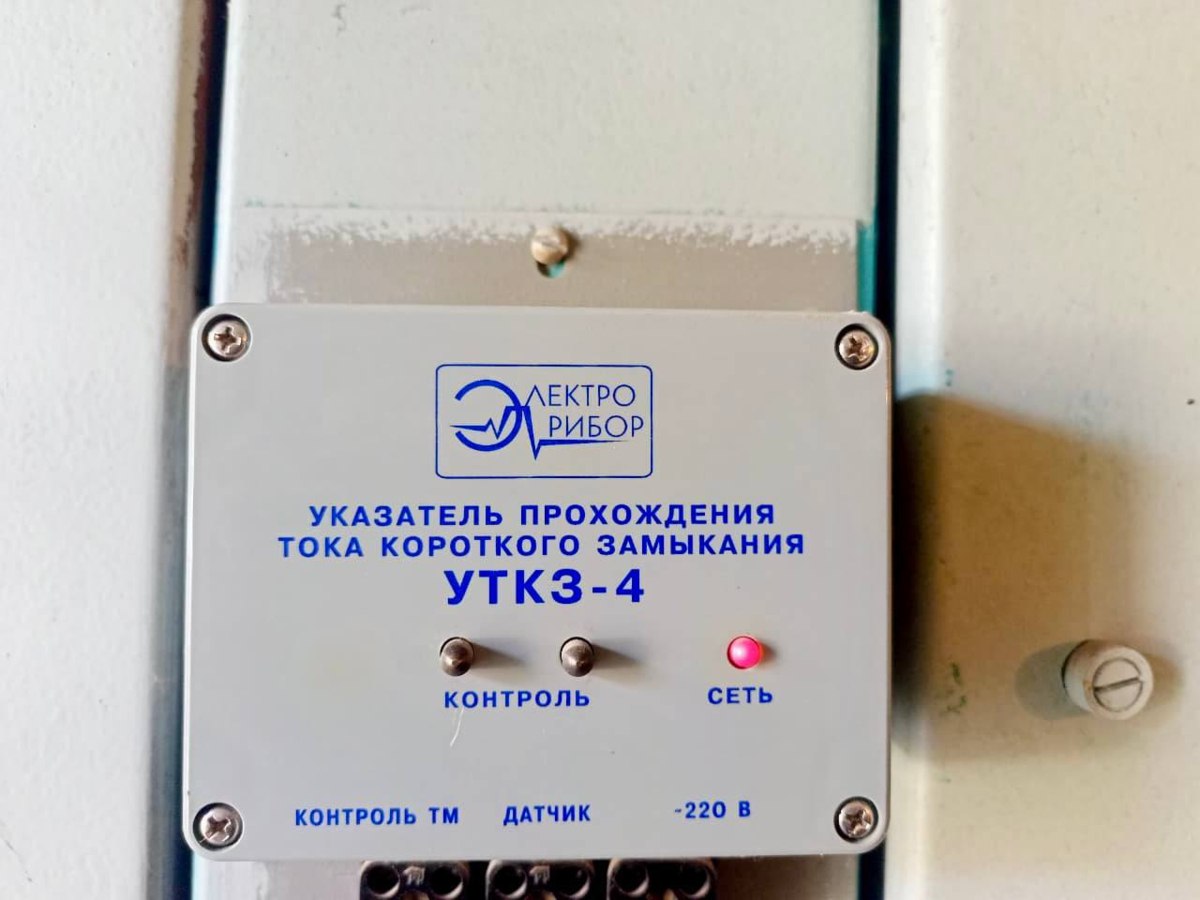 ЭЛЕКТРО
ПРИБОР
УКАЗАТЕЛЬ ПРОХОЖДЕНИЯ
ТОКА КОРОТКОГО ЗАМЫКАНИЯ
УТКЗ-4
КОНТРОЛЬ СЕТЬ
КОНТРОЛЬ ТМ ДАТЧИК ~220 В